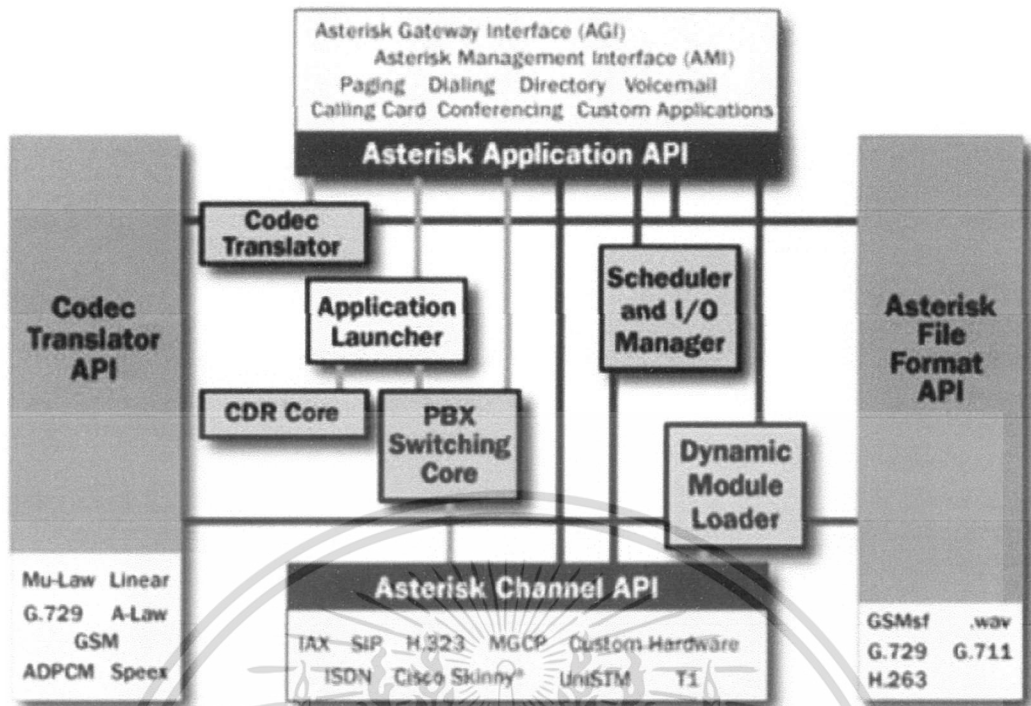 Asterisk Gateway Interface (AGI)
Asterisk Management Interface (AMI)
Paging Dialing Directory Voicemail
Calling Card Conferencing Custom Applications
Asterisk Application API
Codec
Translator
Application
Launcher
CDR Core
PBX
Switching
Core
Scheduler
and I/O
Manager
Dynamic
Module
Loader
Codec
Translator
API
Mu-Law Linear
G.729 A-Law
GSM
ADPCM Speex
Asterisk
File
Format
API
GSMsf .wav
G.729 G.711
H.263
Asterisk Channel API
IAX SIP H.323 MGCP Custom Hardware
ISDN Cisco Skinny® UniSTM T1